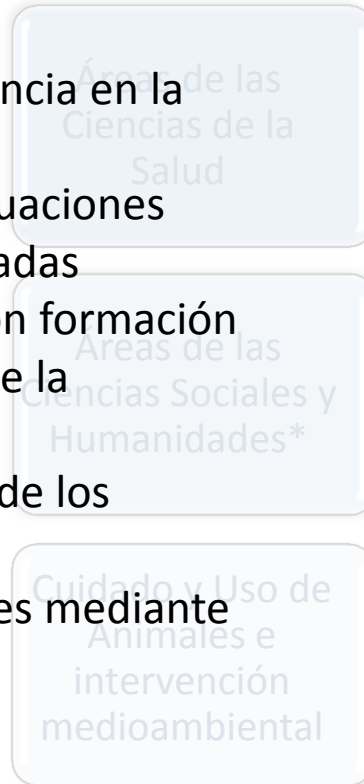 Áreas de las
ncia en la
Ciencias de la
Salud
uaciones
adas
n formación
Áreas de las
e la
Ciencias Sociales y
Humanidades*
de los
Cuidado y Uso de
es mediante
Animales e
intervención
medioambiental